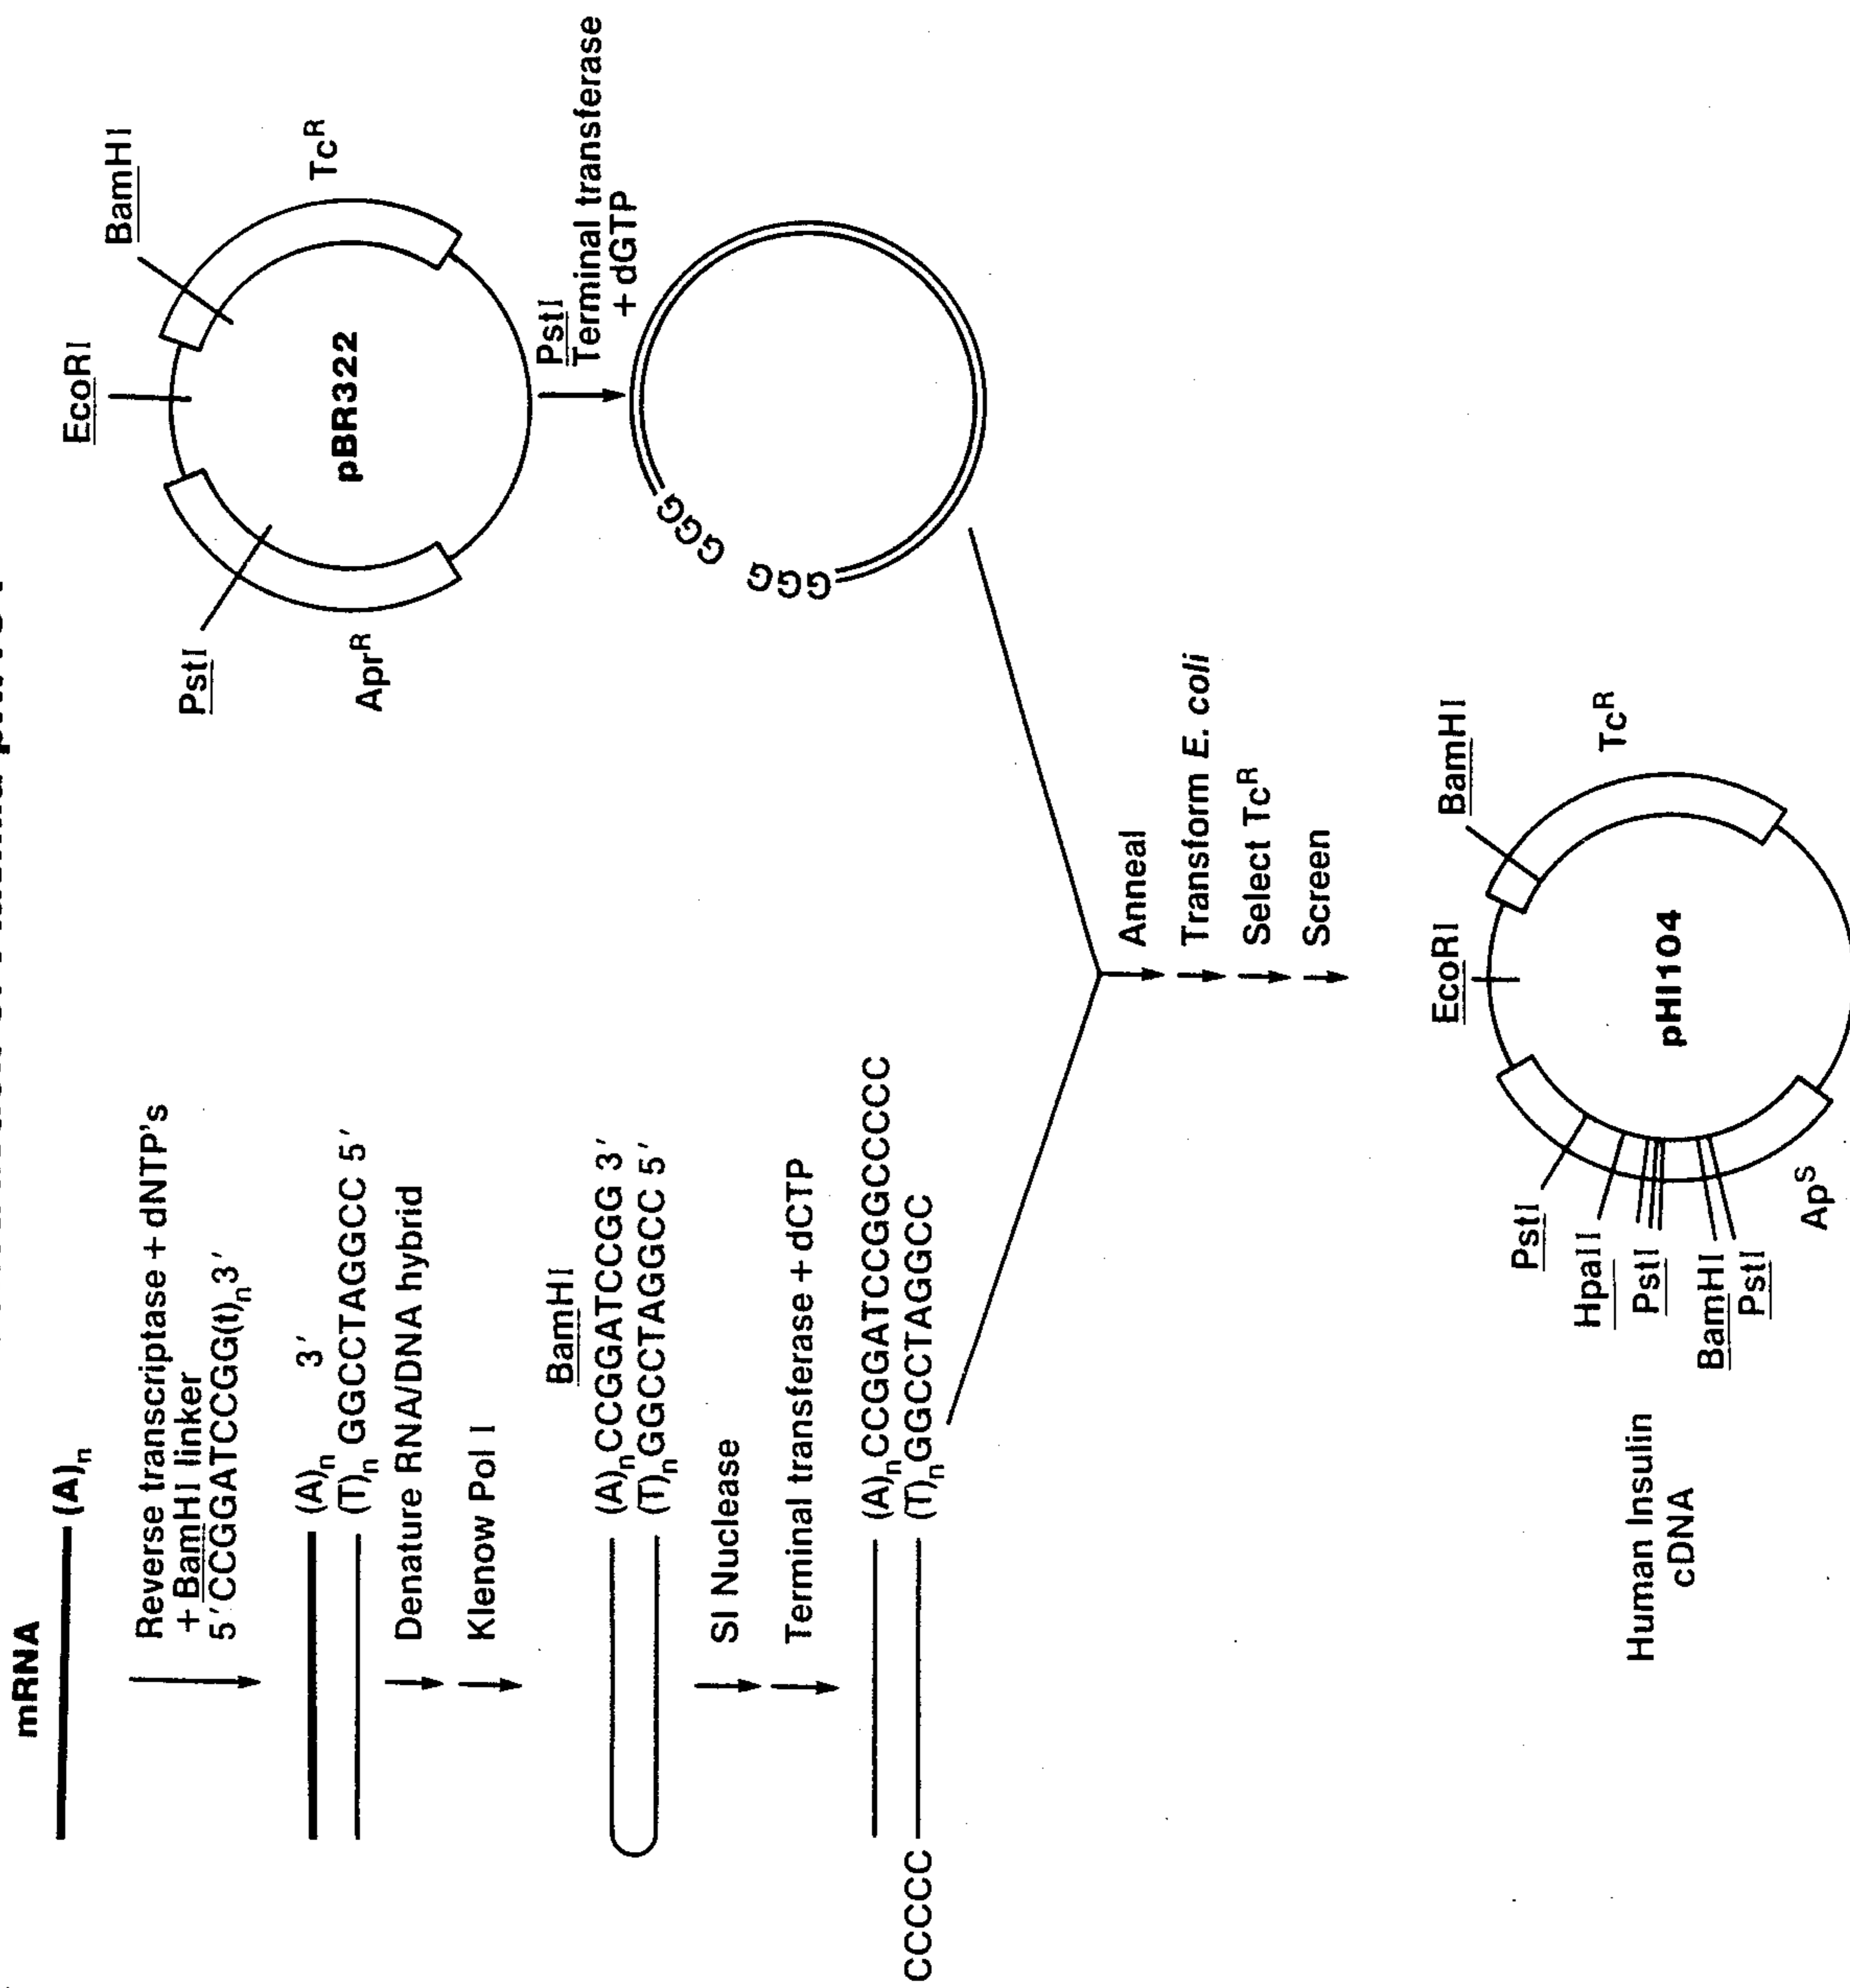 mRNA
(A)n
Reverse transcriptase + dNTP's
+ BamHI linker
5′CCGGATCCGG(t)n3′
(A)n 3′
(T)n GGCCTAGGCC 5′
Denature RNA/DNA hybrid
Klenow Pol I
BamHI
(A)nCCGGATCCGG 3′
(T)nGGCCTAGGCC 5′
SI Nuclease
Terminal transferase + dCTP
(A)nCCGGATCCGGCCCCC
CCCCC (T)nGGCCTAGGCC
EcoRI
BamHI
PstI
TcR
pBR322
AprR
PstI
Terminal transferase
+ dGTP
GGG
GGG
Anneal
Transform E. coli
Select TcR
Screen
EcoRI
BamHI
TcR
pHI104
PstI
HpaII
PstI
BamHI
PstI
ApS
Human Insulin
cDNA